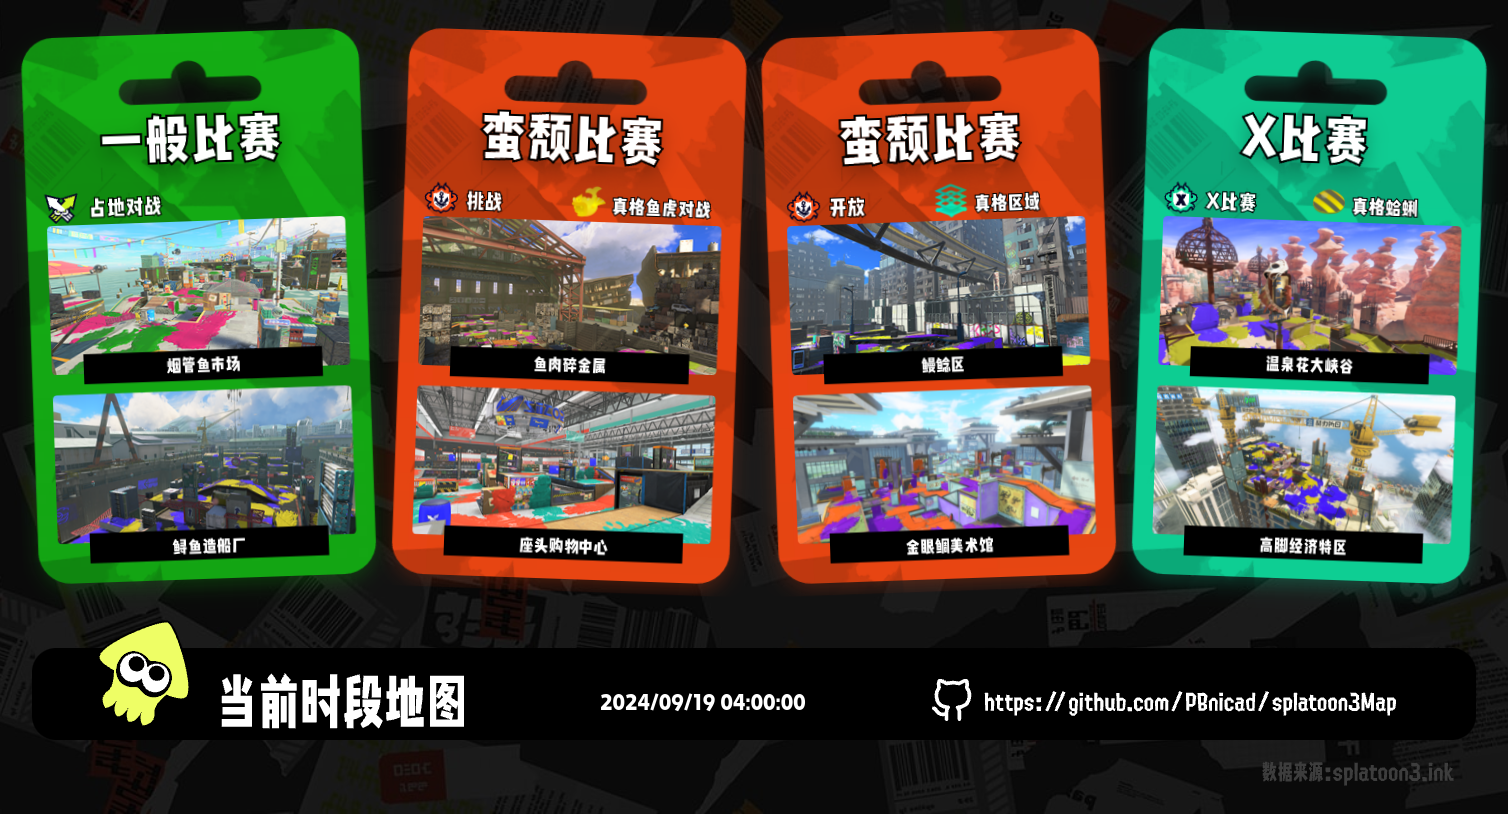 一般比赛
占地对战
烟管鱼市场
鲟鱼造船厂
蛮颓比赛
挑战
真格鱼虎对战
鱼肉碎金属
座头购物中心
蛮颓比赛
开放
真格区域
鳗鲶区
金眼鲷美术馆
X比赛
X比赛
真格蛤蜊
温泉花大峡谷
高脚经济特区
当前时段地图
2024/09/19 04:00:00
https://github.com/PBnicad/splatoon3Map
数据来源:splatoon3.ink